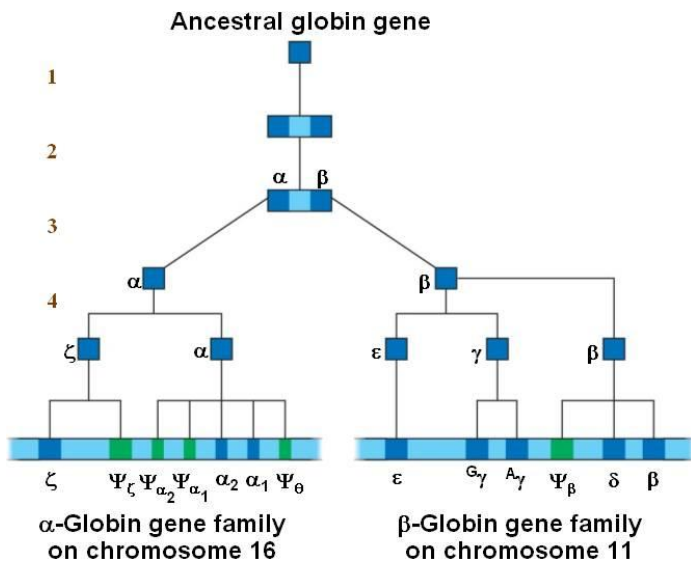 Ancestral globin gene
1
2
α β
3
α β
4
ζ α ε γ β
ζ Ψζ Ψα2 Ψα1 α2 α1 Ψθ ε Gγ Aγ Ψβ δ β
α-Globin gene family
on chromosome 16
β-Globin gene family
on chromosome 11